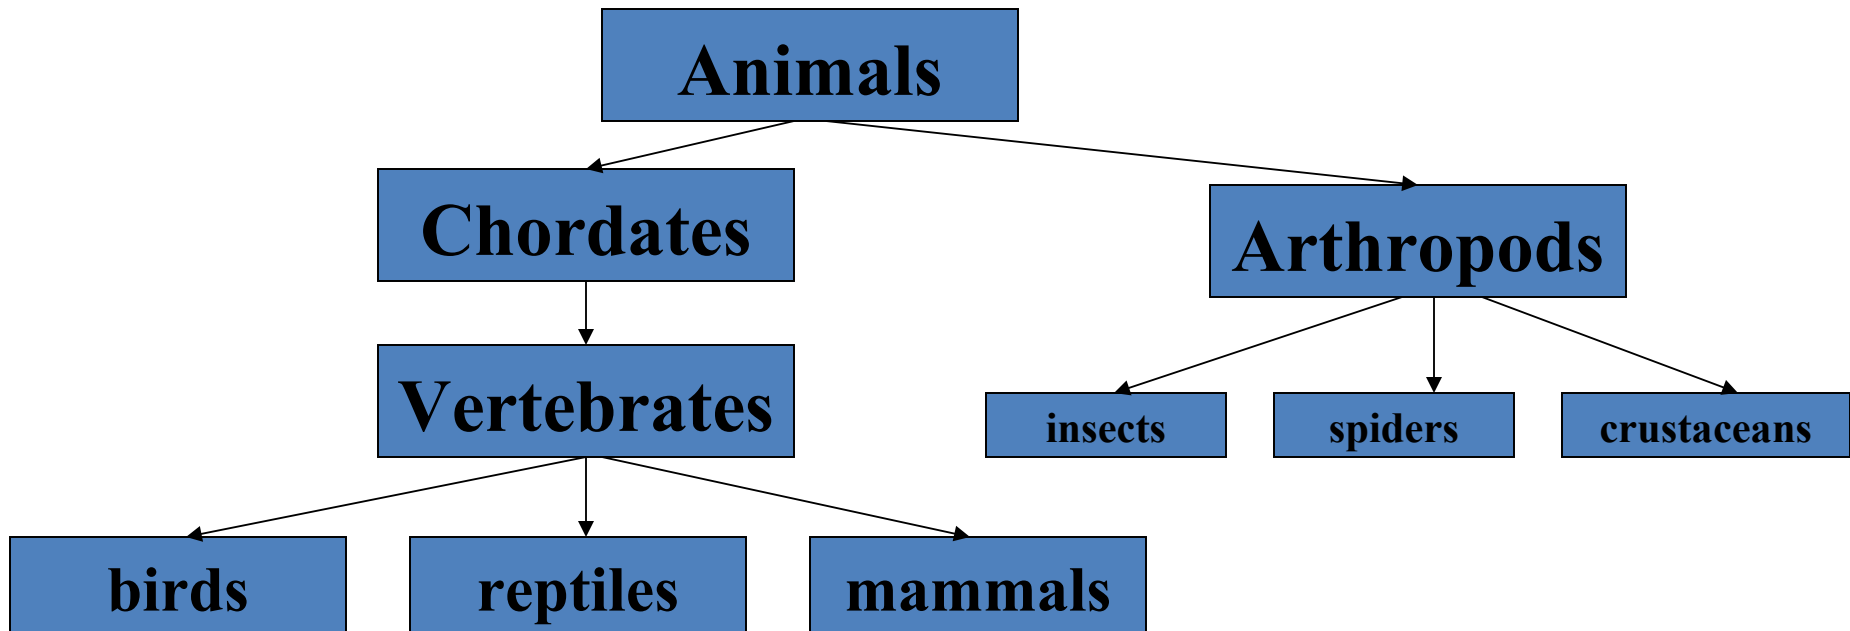 Animals
Chordates
Arthropods
Vertebrates
insects
spiders
crustaceans
birds
reptiles
mammals